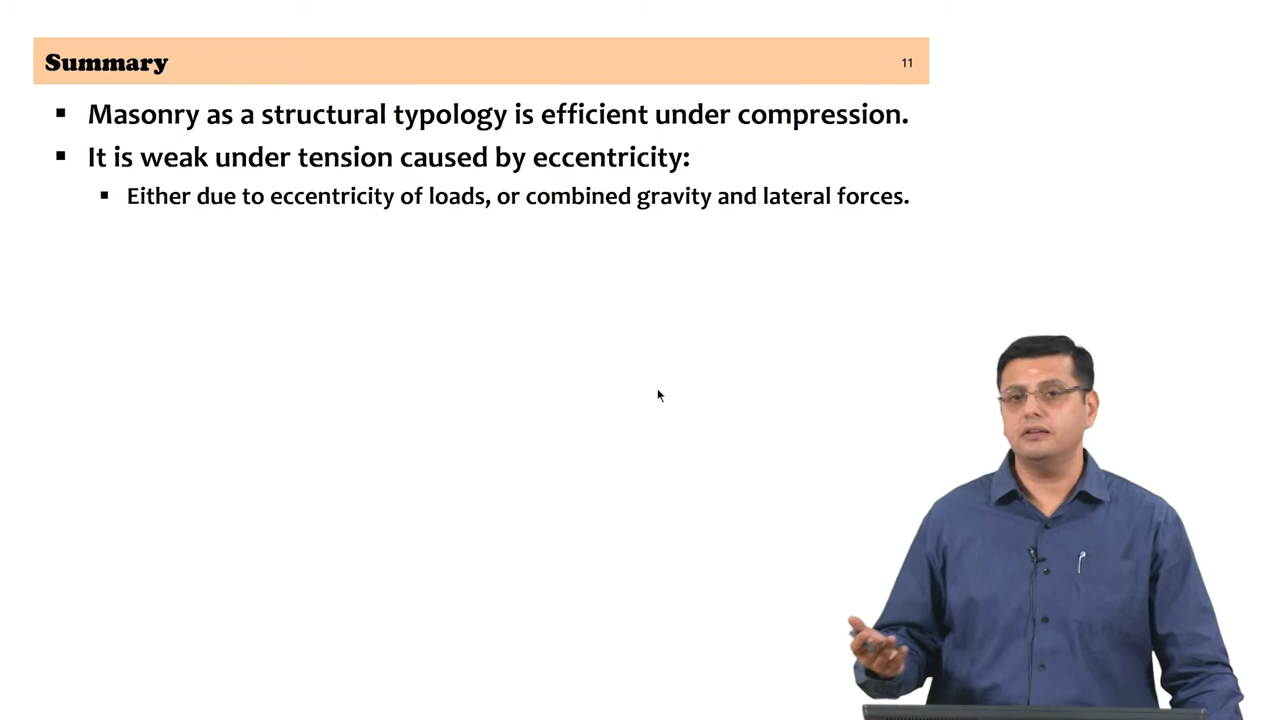 Summary
11
Masonry as a structural typology is efficient under compression.
It is weak under tension caused by eccentricity:
Either due to eccentricity of loads, or combined gravity and lateral forces.